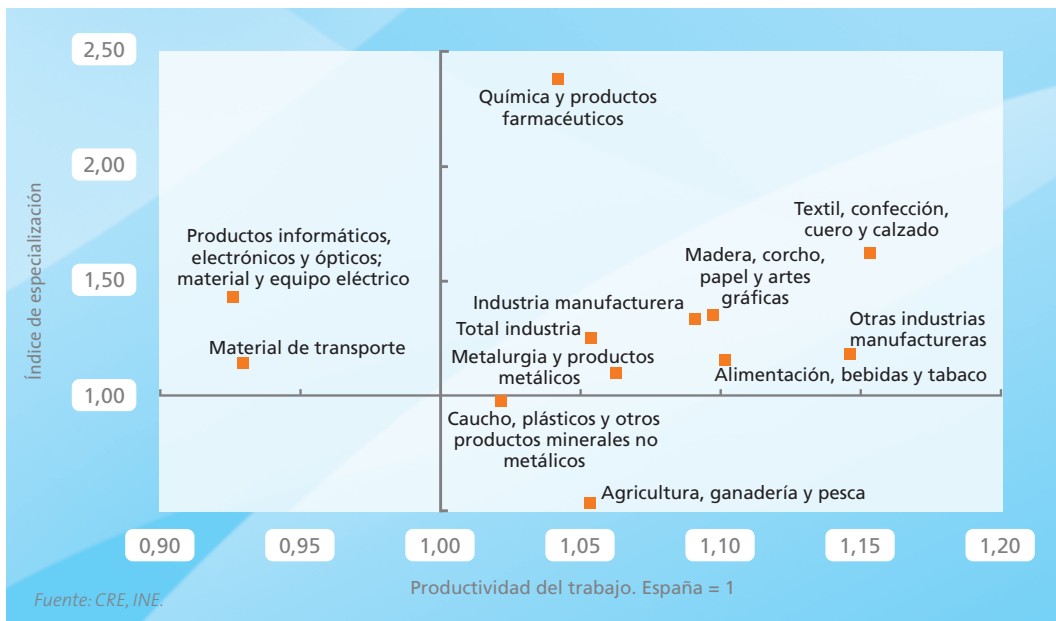 2,50
2,00
1,50
1,00
Índice de especialización
Química y productos
farmacéuticos
Textil, confección,
cuero y calzado
Productos informáticos,
electrónicos y ópticos;
material y equipo eléctrico
Madera, corcho,
papel y artes
gráficas
Industria manufacturera
Total industria
Otras industrias
manufactureras
Material de transporte
Metalurgia y productos
metálicos
Alimentación, bebidas y tabaco
Caucho, plásticos y otros
productos minerales no
metálicos
Agricultura, ganadería y pesca
0,90
0,95
1,00
1,05
1,10
1,15
1,20
Productividad del trabajo. España = 1
Fuente: CRE, INE.